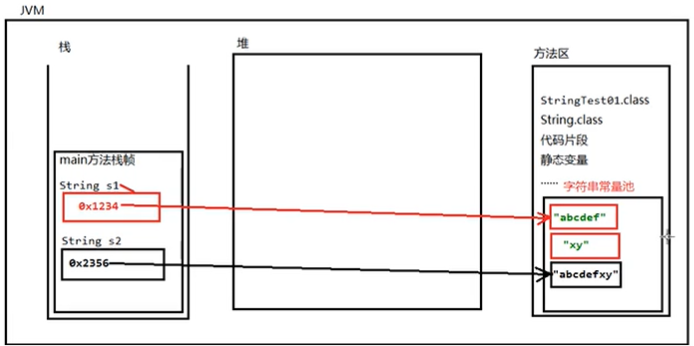 JVM
栈
堆
方法区
StringTest01.class
String.class
代码片段
静态变量
······ 字符串常量池
main方法栈帧
String s1
0x1234
"abcdef"
"xy"
String s2
0x2356
"abcdefxy"